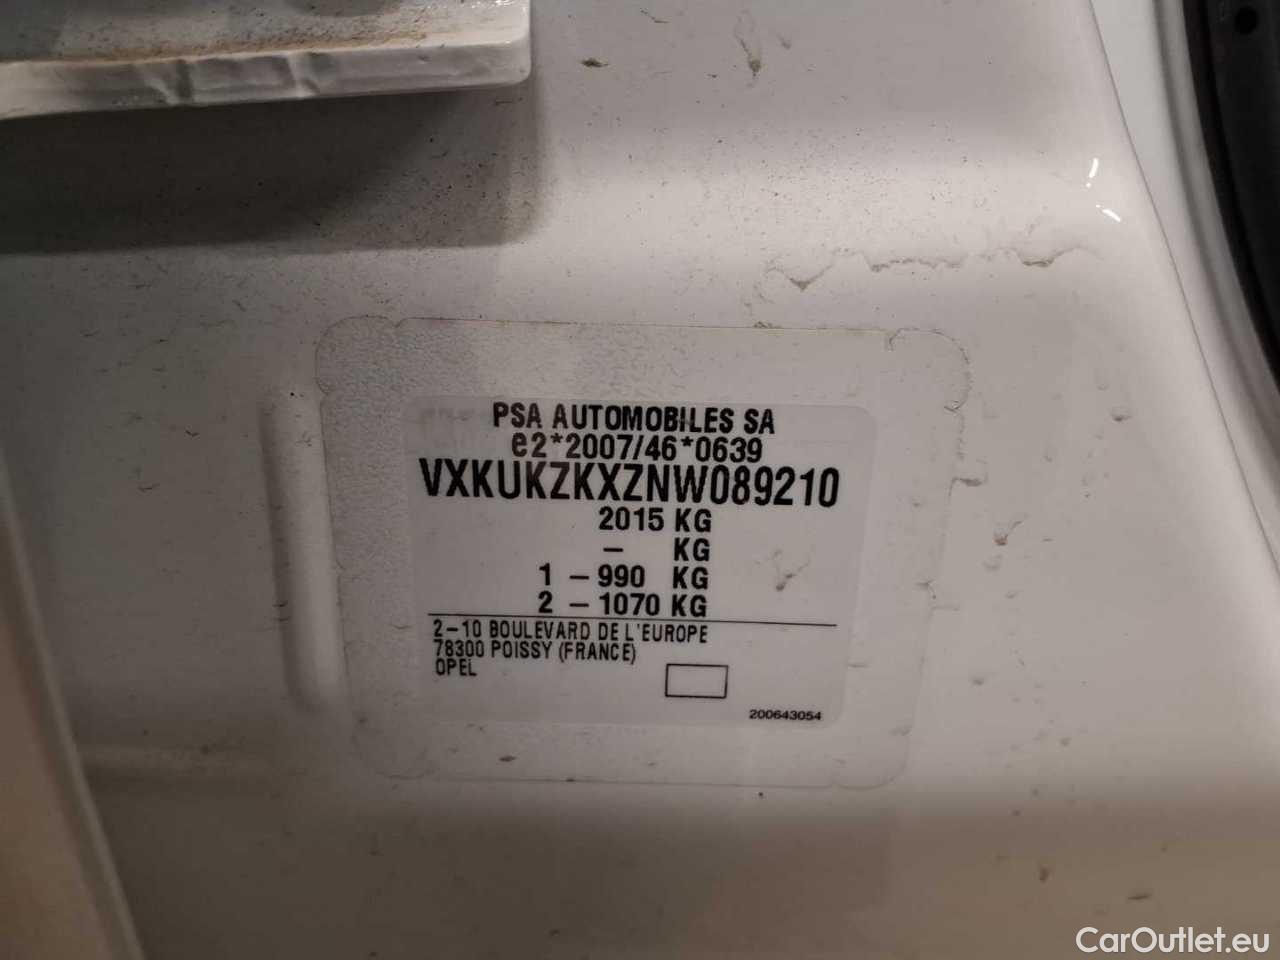 PSA AUTOMOBILES SA
e2*2007/46*0639
VXKUKZKXZNW089210
2015 KG
– KG
1 – 990 KG
2 – 1070 KG
2–10 BOULEVARD DE L'EUROPE
78300 POISSY (FRANCE)
OPEL
200643054
CarOutlet.eu